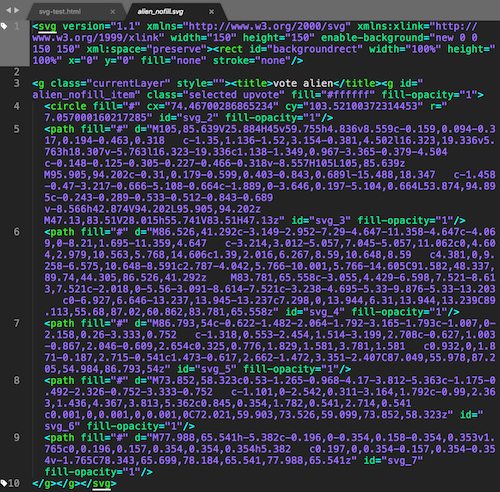 svg-test.html
alien_nofill.svg
1 <svg version="1.1" xmlns="http://www.w3.org/2000/svg" xmlns:xlink="http://
www.w3.org/1999/xlink" width="150" height="150" enable-background="new 0 0
150 150" xml:space="preserve"><rect id="backgroundrect" width="100%" height="
100%" x="0" y="0" fill="none" stroke="none"/>
2
3 <g class="currentLayer" style=""><title>vote alien</title><g id="
alien_nofill_item" class="selected upvote" fill="#ffffff" fill-opacity="1">
4 <circle fill="#" cx="74.46700286865234" cy="103.52100372314453" r="
7.057000160217285" id="svg_2" fill-opacity="1"/>
5 <path fill="#" d="M105,85.639V25.884H45v59.755h4.836v8.559c-0.159,0.094-0.3
17,0.194-0.463,0.318 c-1.35,1.136-1.52,3.154-0.381,4.502l16.323,19.336v5.
763h18.307v-5.763l16.323-19.336c1.138-1.349,0.967-3.365-0.379-4.504
c-0.148-0.125-0.305-0.227-0.466-0.318v-8.557H105L105,85.639z
M95.905,94.202c-0.31,0.179-0.599,0.403-0.843,0.689l-15.488,18.347 c-1.458
-0.47-3.217-0.666-5.108-0.664c-1.889,0-3.646,0.197-5.104,0.664L53.874,94.89
5c-0.243-0.289-0.533-0.512-0.843-0.689
v-8.566h42.874V94.202L95.905,94.202z
M47.13,83.51V28.015h55.741V83.51H47.13z" id="svg_3" fill-opacity="1"/>
6 <path fill="#" d="M86.526,41.292c-3.149-2.952-7.29-4.647-11.358-4.647c-4.0
69,0-8.21,1.695-11.359,4.647 c-3.214,3.012-5.057,7.045-5.057,11.062c0,4.60
4,2.979,10.563,5.768,14.606c1.39,2.016,6.267,8.59,10.648,8.59 c4.381,0,9.
258-6.575,10.648-8.591c2.787-4.042,5.766-10.001,5.766-14.605C91.582,48.337,
89.74,44.305,86.526,41.292z M83.781,65.558c-3.055,4.429-6.598,7.521-8.61
3,7.521c-2.018,0-5.56-3.091-8.614-7.521c-3.238-4.695-5.33-9.876-5.33-13.203
c0-6.927,6.646-13.237,13.945-13.237c7.298,0,13.944,6.31,13.944,13.239C89
.113,55.68,87.02,60.862,83.781,65.558z" id="svg_4" fill-opacity="1"/>
7 <path fill="#" d="M86.793,54c-0.622-1.482-2.064-1.792-3.165-1.793c-1.007,0-
2.158,0.26-3.333,0.752 c-1.318,0.553-2.454,1.514-3.199,2.708c-0.627,1.003
-0.867,2.046-0.609,2.654c0.325,0.776,1.829,1.581,3.781,1.581 c0.932,0,1.8
71-0.187,2.715-0.541c1.473-0.617,2.662-1.472,3.351-2.407C87.049,55.978,87.2
05,54.984,86.793,54z" id="svg_5" fill-opacity="1"/>
8 <path fill="#" d="M73.852,58.323c0.53-1.265-0.968-4.17-3.812-5.363c-1.175-0
.492-2.326-0.752-3.333-0.752 c-1.101,0-2.542,0.311-3.164,1.792c-0.99,2.36
3,1.436,4.367,3.813,5.362c0.845,0.354,1.782,0.541,2.714,0.541
c0.001,0,0.001,0,0.001,0C72.021,59.903,73.526,59.099,73.852,58.323z" id="
svg_6" fill-opacity="1"/>
9 <path fill="#" d="M77.988,65.541h-5.382c-0.196,0-0.354,0.158-0.354,0.353v1.
765c0,0.196,0.157,0.354,0.354,0.354h5.382 c0.197,0,0.354-0.157,0.354-0.35
4v-1.765C78.343,65.699,78.184,65.541,77.988,65.541z" id="svg_7"
fill-opacity="1"/>
10 </g></g></svg>